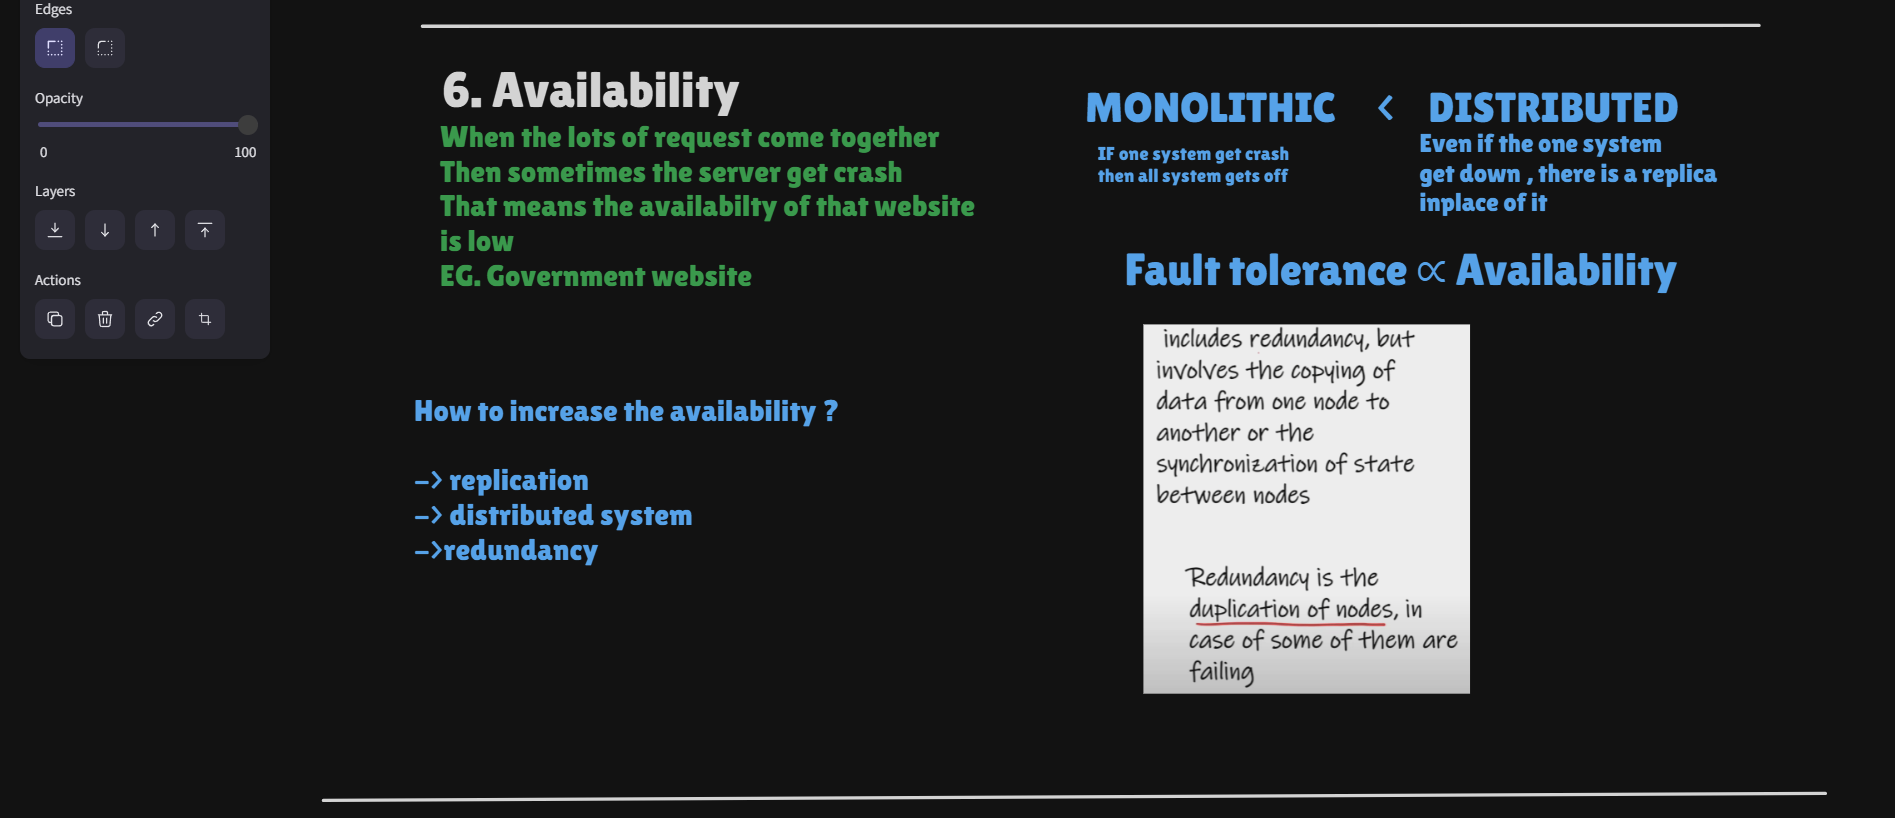 Edges
Opacity
0 100
Layers
Actions
6. Availability
When the lots of request come together
Then sometimes the server get crash
That means the availabilty of that website
is low
EG. Government website
How to increase the availability ?
-> replication
-> distributed system
->redundancy
MONOLITHIC < DISTRIBUTED
IF one system get crash
then all system gets off
Even if the one system
get down , there is a replica
inplace of it
Fault tolerance ∝ Availability
includes redundancy, but
involves the copying of
data from one node to
another or the
synchronization of state
between nodes
Redundancy is the
duplication of nodes, in
case of some of them are
failing